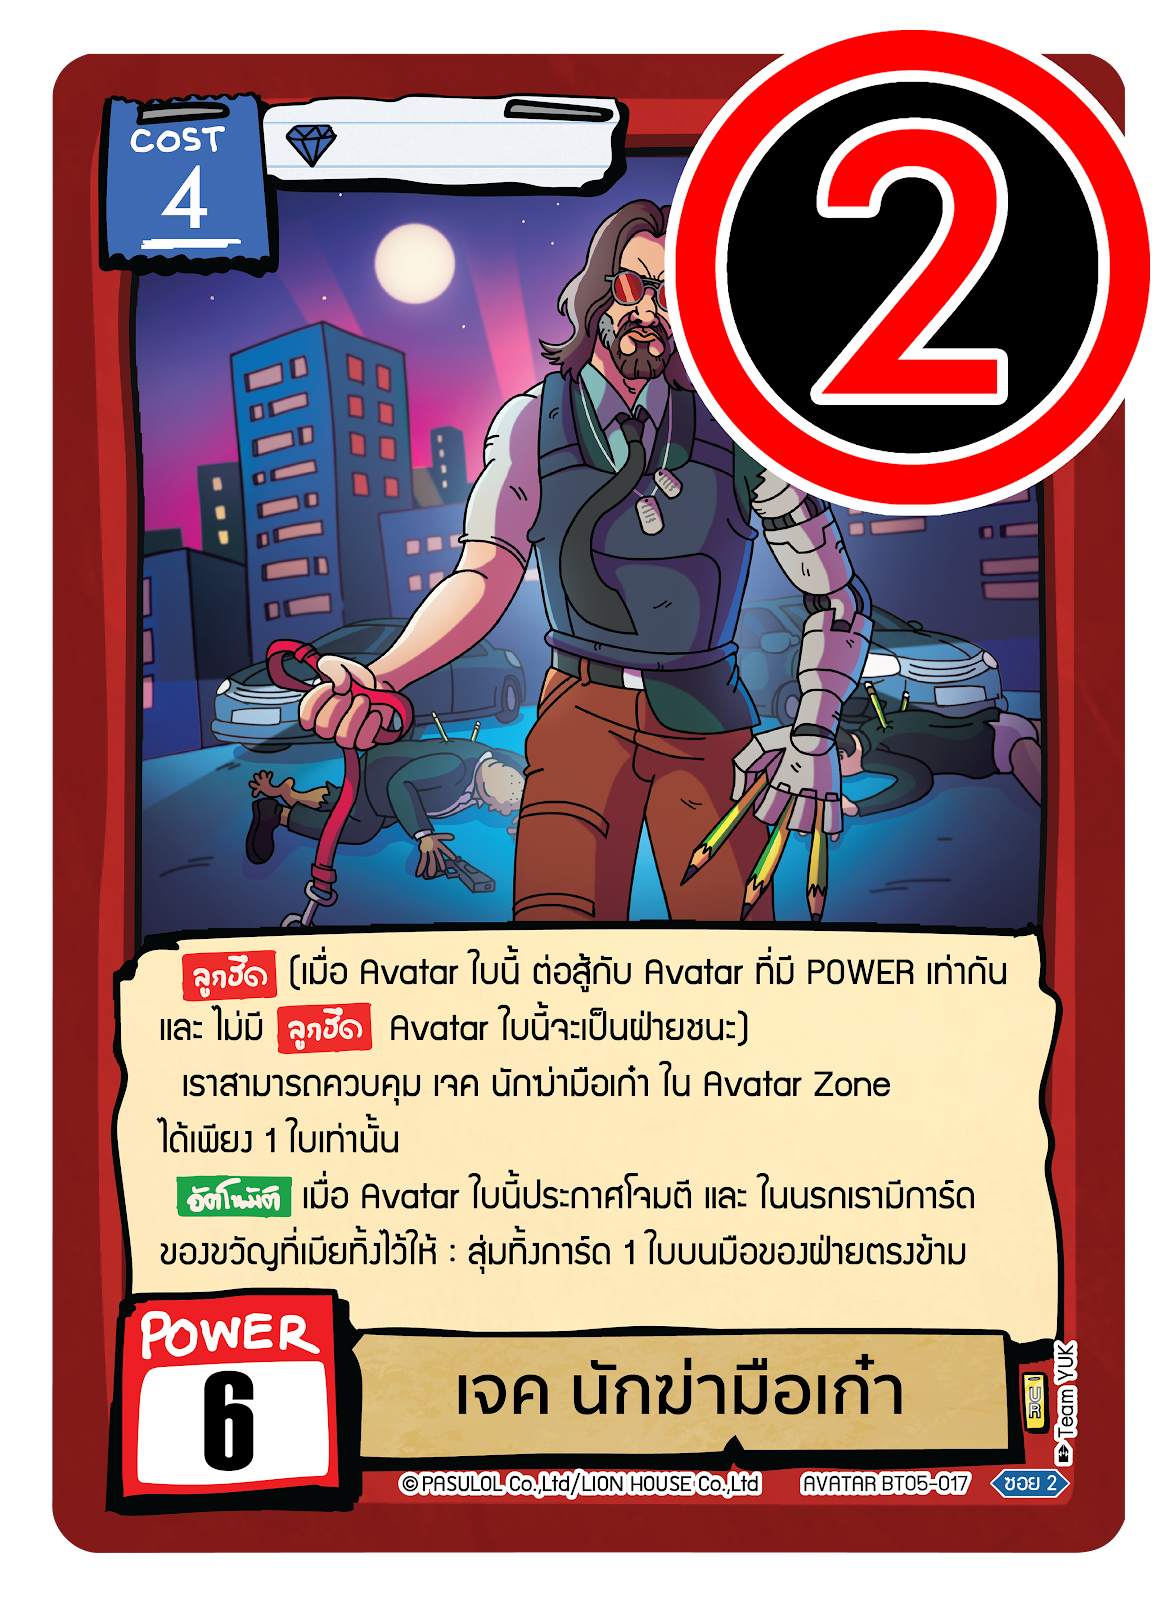 COST
4
2
ลูกฮึด (เมื่อ Avatar ใบนี้ ต่อสู้กับ Avatar ที่มี POWER เท่ากัน
และ ไม่มี ลูกฮึด Avatar ใบนี้จะเป็นฝ่ายชนะ)
เราสามารถควบคุม เจค นักฆ่ามือเก๋า ใน Avatar Zone
ได้เพียง 1 ใบเท่านั้น
อัตโนมัติ เมื่อ Avatar ใบนี้ประกาศโจมตี และ ในนรกเรามีการ์ด
ของขวัญที่เมียทิ้งไว้ให้ : สุ่มทิ้งการ์ด 1 ใบบนมือของฝ่ายตรงข้าม
POWER
6
เจค นักฆ่ามือเก๋า
UR
Team YUK
© PASULOL Co.,Ltd/LION HOUSE Co.,Ltd AVATAR BT05-017 ซอย 2